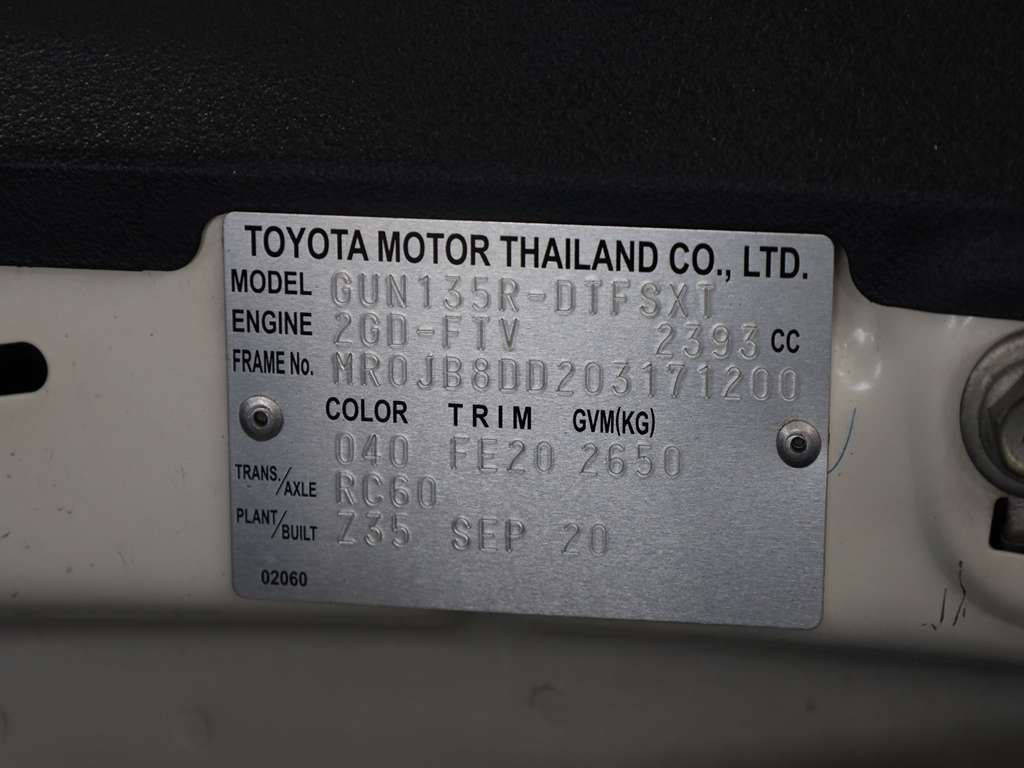 TOYOTA MOTOR THAILAND CO., LTD.
MODEL GUN135R-DTFSXT
ENGINE 2GD-FTV 2393 CC
FRAME No. MR0JB8DD203171200
COLOR TRIM GVM(KG)
040 FE20 2650
TRANS./AXLE RC60
PLANT/BUILT Z35 SEP 20
02060